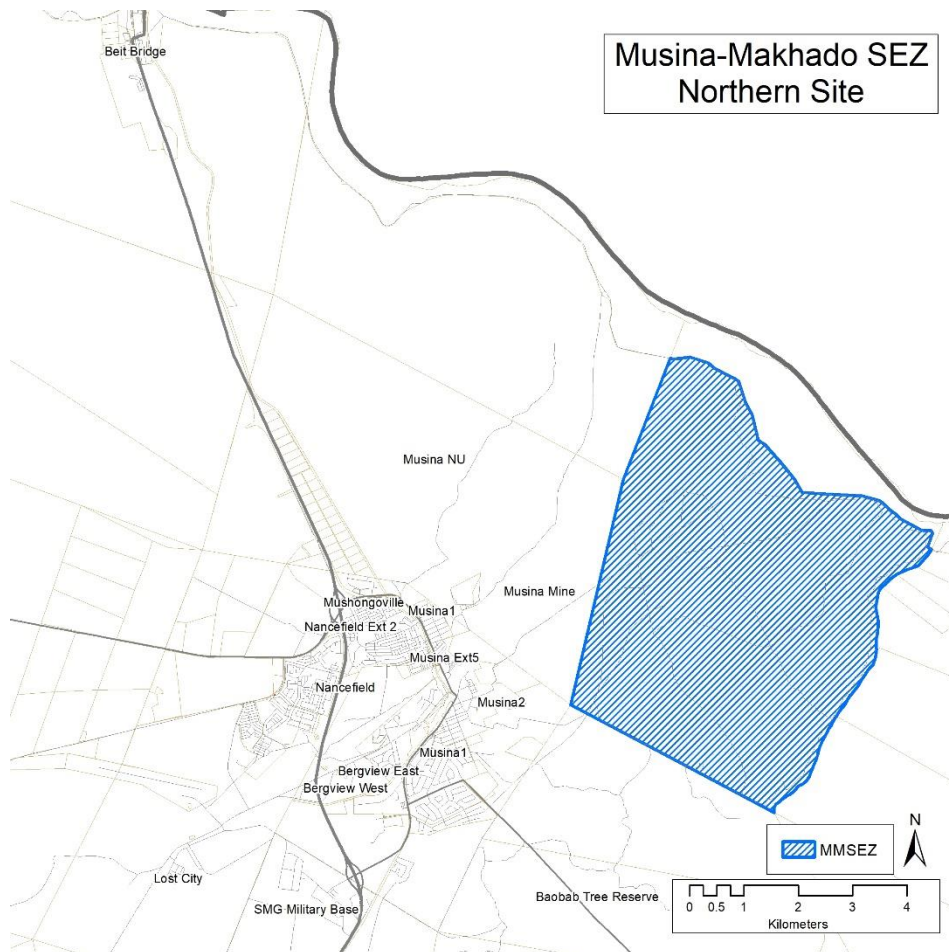 Beit Bridge
Musina-Makhado SEZ
Northern Site
Musina NU
Musina Mine
Mushongoville
Musina1
Nancefield Ext 2
Musina Ext5
Nancefield
Musina2
Musina1
Bergview East
Bergview West
Lost City
SMG Military Base
Baobab Tree Reserve
MMSEZ
N
0 0.5 1 2 3 4
Kilometers